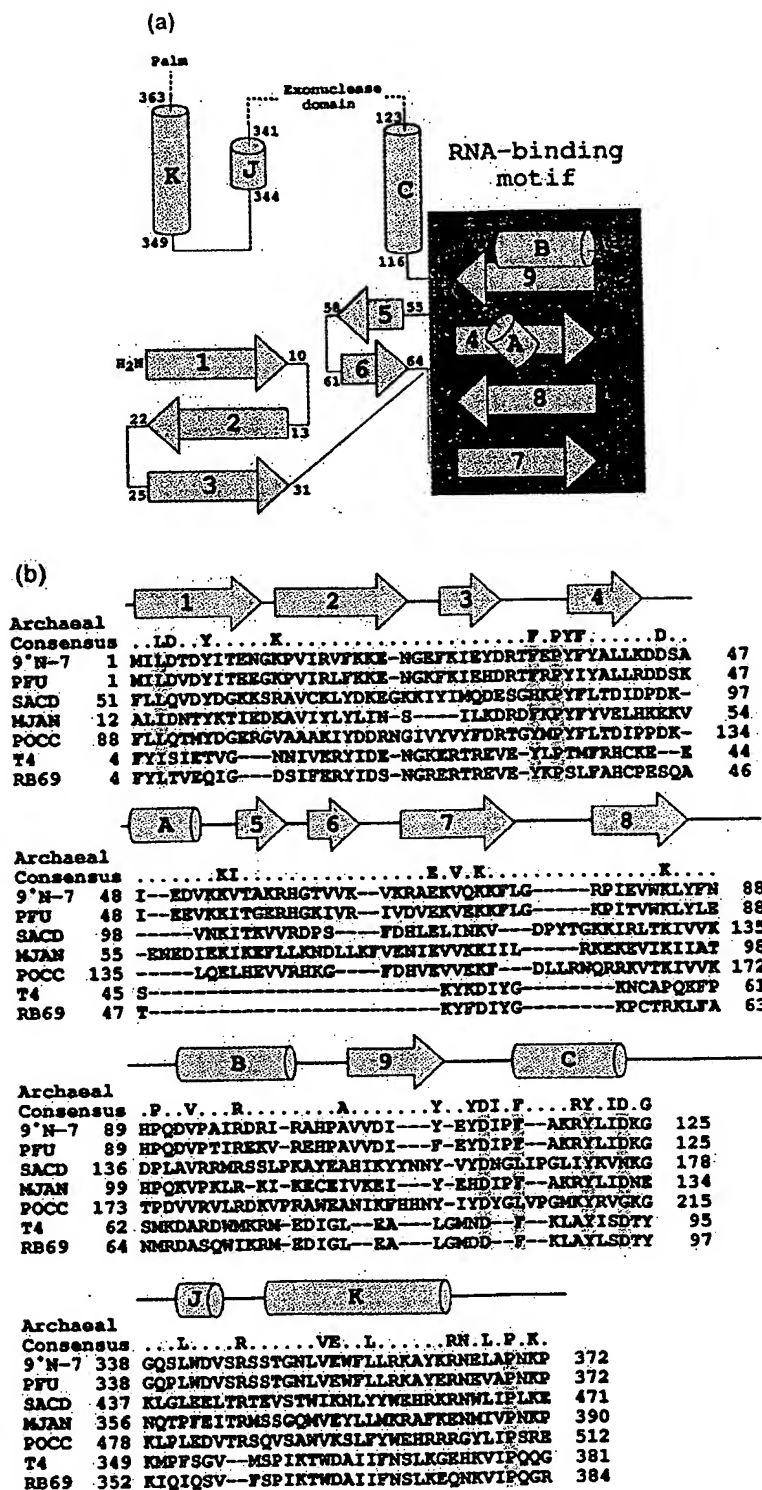 (a)
Palm
363
K
349
341
J
344
Exonuclease
domain
123
C
116
RNA-binding
motif
B
9
4 A
8
7
58 5 55
61 6 64
H2N 1 10
22 2 13
25 3 31
(b)
1 2 3 4
Archaeal
Consensus ..LD..Y.....K....................F.PYF......D..
9°N-7 1 MILDTDYITENGKPVIRVFKKE-NGEFKIEYDRTFKPYFYALLKDDSA 47
PFU 1 MILDVDYITEEGKPVIRLFKKE-NGKFKIEHDRTFRPYIYALLRDDSK 47
SACD 51 FLLQVDYDGKKSRAVCKLYDKEGKKIYIMQDESGHKPYFLTDIDPDK- 97
MJAN 12 ALIDNTYKTIEDKAVIYLYLIN-S----ILKDRDFKPYFYVELHKEKV 54
POCC 88 FLLQTMYDGERGVAAAKIYDDRNGIVYVYFDRTGYMPYFLTDIPPDK- 134
T4 4 FYISIETVG---NNIVERYIDE-NGKERTREVE-YLPTMFRHCKE--E 44
RB69 4 FYLTVEQIG---DSIFERYIDS-NGRERTREVE-YKPSLFAHCPESQA 46
A 5 6 7 8
Archaeal
Consensus .......KI................E.V.K..............K....
9°N-7 48 I--EDVKKVTAKRHGTVVK--VKRAEKVQKKFLG-----RPIEVWKLYFN 88
PFU 48 I--EEVKKITGERHGKIVR--IVDVEKVEKKFLG-----KPITVWKLYLE 88
SACD 98 ------VNKITKVVRDPS----FDHLELINKV---DPYTGKKIRLTKIVVK 135
MJAN 55 -ENEDIEKIKEFLLKNDLLKFVENIEVVKKIIL-----RKEKEVIKIIAT 98
POCC 135 ------LQELHEVVRHKG----FDHVEVVEKF---DLLRNQRRKVTKIVVK 172
T4 45 S------------------------KYKDIYG------KNCAPQKFP 61
RB69 47 T------------------------KYFDIYG------KPCTRKLFA 63
B 9 C
Archaeal
Consensus .P..V...R.......A.......Y..YDI.F....RY.ID.G
9°N-7 89 HPQDVPAIRDRI-RAHPAVVDI---Y-EYDIPF--AKRYLIDKG 125
PFU 89 HPQDVPTIREKV-REHPAVVDI---F-EYDIPF--AKRYLIDKG 125
SACD 136 DPLAVRRMRSSLPKAYEAHIKYYNNY-VYDNGLIPGLIYKVNKG 178
MJAN 99 HPQKVPKLR-KI-KECEIVKEI---Y-EHDIPF--AKRYLIDNE 134
POCC 173 TPDVVRKVLRDKVPRAWEANIKFHHNY-IYDYGLVPGMKYRVGKG 215
T4 62 SMKDARDWMKRM-EDIGL--EA---LGMND--F--KLAYISDTY 95
RB69 64 NMRDASQWIKRM-EDIGL--EA---LGMDD--F--KLAYLSDTY 97
J K
Archaeal
Consensus ...L....R......VE..L......RN.L.P.K.
9°N-7 338 GQSLWDVSRSSTGNLVEWFLLRKAYKRNELAPNKP 372
PFU 338 GQPLWDVSRSSTGNLVEWFLLRKAYERNEVAPNKP 372
SACD 437 KLGLEELTRTEVSTWIKNLYYWEHRKRNWLIPLKE 471
MJAN 356 NQTPFEITRMSSGQMVEYLLMKRAFKENMIVPNKP 390
POCC 478 KLPLEDVTRSQVSAWVKSLFYWEHRRRGYLIPSRE 512
T4 349 KMPFSGV--MSPIKTWDAIIFNSLKGEHKVIPQQG 381
RB69 352 KIQIQSV--FSPIKTWDAIIFNSLKEQNKVIPQGR 384